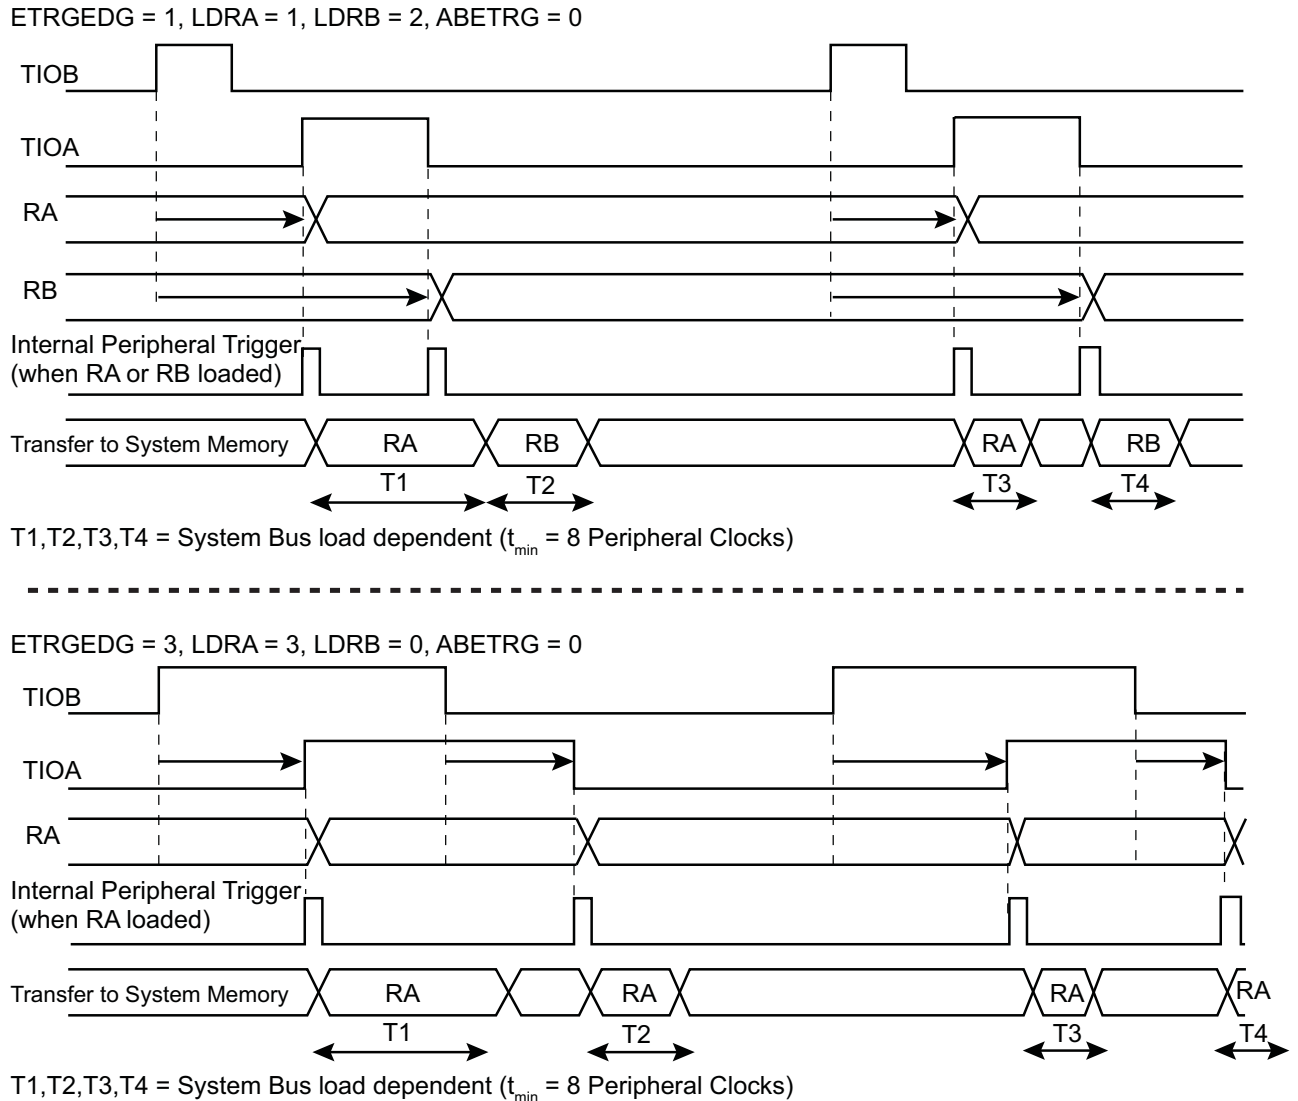 ETRGEDG = 1, LDRA = 1, LDRB = 2, ABETRG = 0
TIOB
TIOA
RA
RB
Internal Peripheral Trigger
(when RA or RB loaded)
Transfer to System Memory RA RB RA RB
T1 T2 T3 T4
T1,T2,T3,T4 = System Bus load dependent (tmin = 8 Peripheral Clocks)
ETRGEDG = 3, LDRA = 3, LDRB = 0, ABETRG = 0
TIOB
TIOA
RA
Internal Peripheral Trigger
(when RA loaded)
Transfer to System Memory RA RA RA RA
T1 T2 T3 T4
T1,T2,T3,T4 = System Bus load dependent (tmin = 8 Peripheral Clocks)